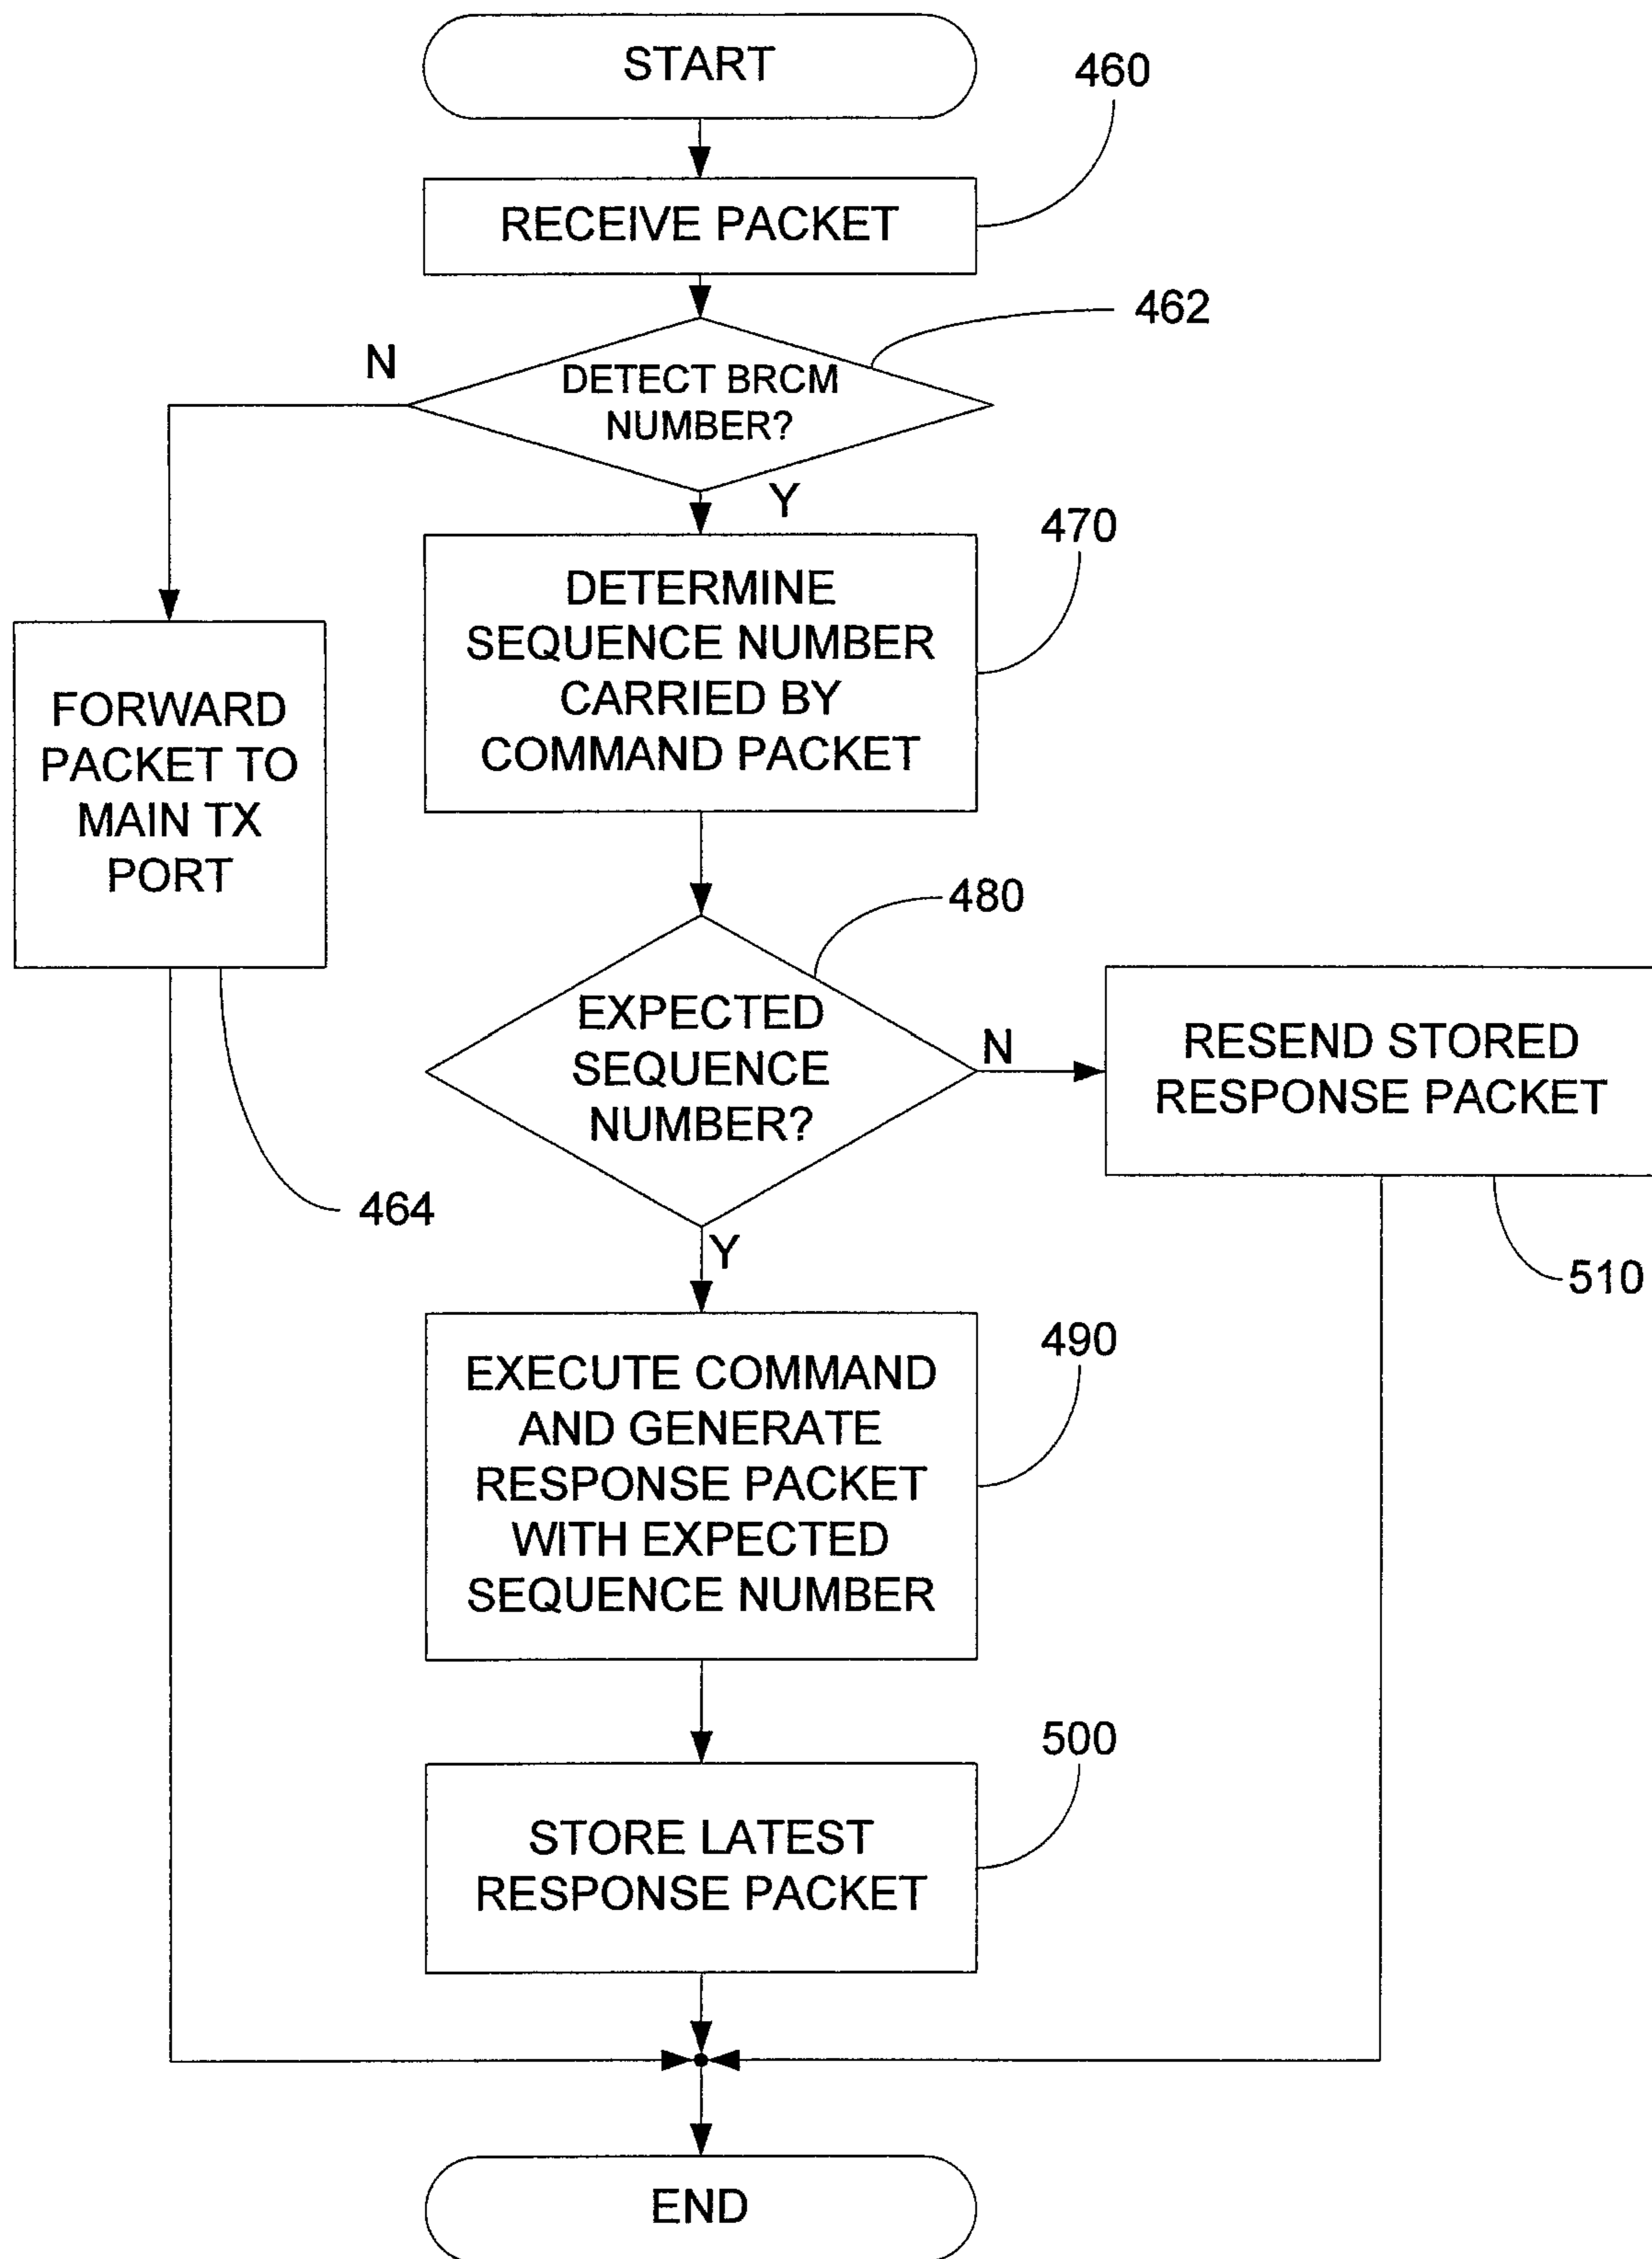 START
460
RECEIVE PACKET
462
N
DETECT BRCM
NUMBER?
Y
470
DETERMINE
SEQUENCE NUMBER
CARRIED BY
COMMAND PACKET
FORWARD
PACKET TO
MAIN TX
PORT
464
480
EXPECTED
SEQUENCE
NUMBER?
N
RESEND STORED
RESPONSE PACKET
510
Y
490
EXECUTE COMMAND
AND GENERATE
RESPONSE PACKET
WITH EXPECTED
SEQUENCE NUMBER
500
STORE LATEST
RESPONSE PACKET
END